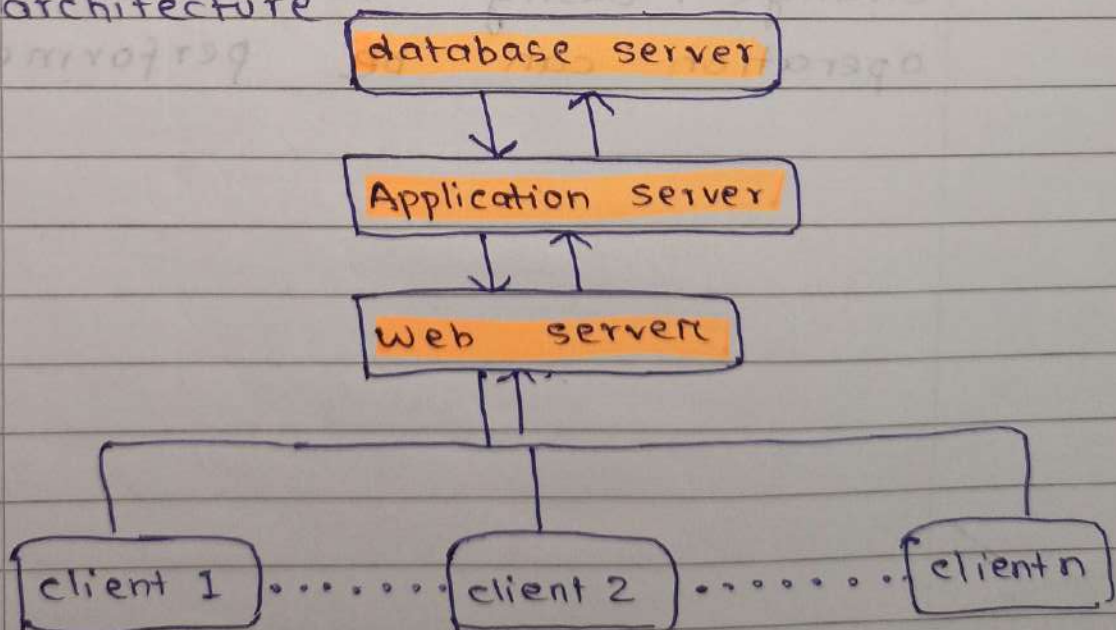 architecture
database server
Application server
web server
client 1 ....... client 2 ........ client n